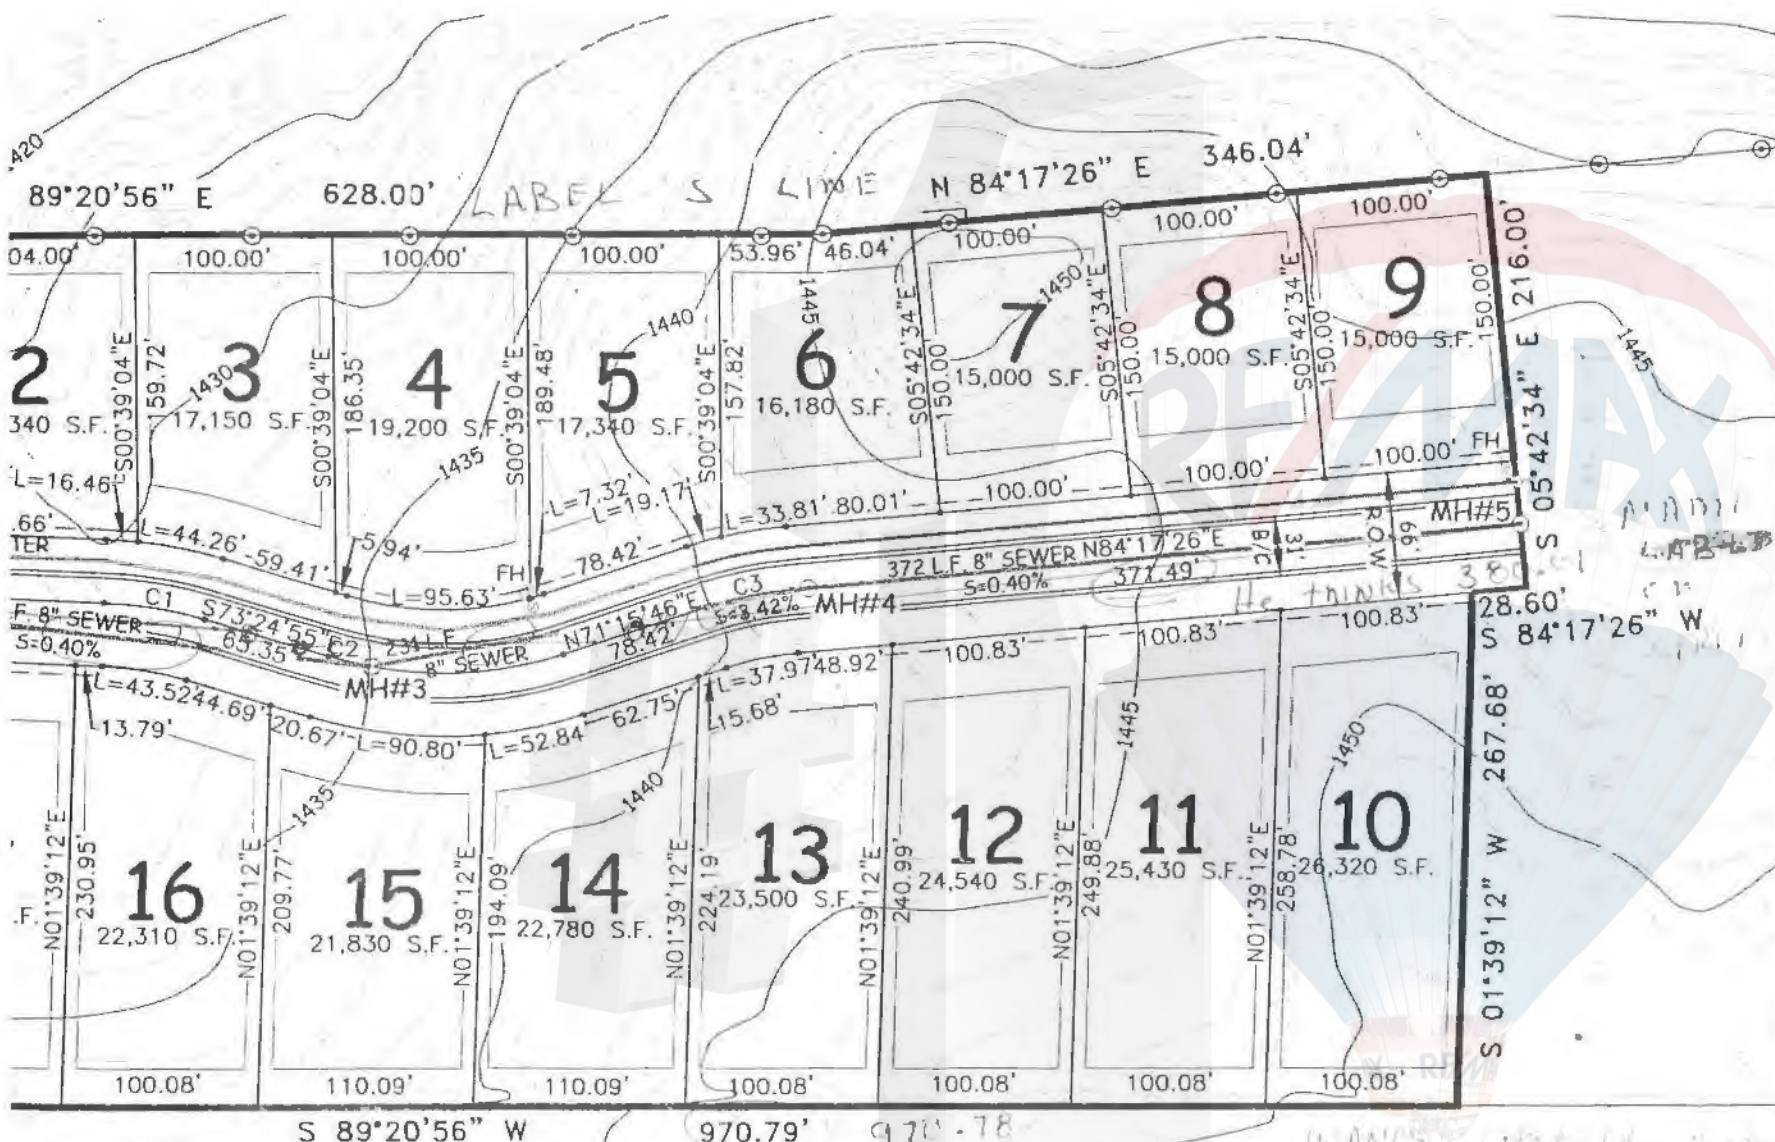 1420
89°20'56" E 628.00' LABEL S LINE N 84°17'26" E 346.04'
04.00' 100.00' 100.00' 100.00' 53.96' 46.04' 100.00' 100.00' 100.00'
S 05°42'34" E 216.00'
2
340 S.F.
S00°39'04"E
159.72'
1430
3
17,150 S.F.
S00°39'04"E
186.35'
4
19,200 S.F.
1435
S00°39'04"E
189.48'
5
17,340 S.F.
1440
S00°39'04"E
157.82'
1445
6
16,180 S.F.
S05°42'34"E
150.00'
7
15,000 S.F.
1450
S05°42'34"E
150.00'
8
15,000 S.F.
S05°42'34"E
150.00'
9
15,000 S.F.
150.00'
1445
RE/MAX
L=16.46'
.66'
L=44.26'
59.41'
5.94'
L=95.63'
FH
L=7.32'
L=19.17'
78.42'
L=33.81' 80.01' 100.00' 100.00' 100.00' FH
TER
C1
S73°24'55"E
65.35'
C2
231 L.F.
8" SEWER
N71°15'46"E
78.42'
C3
S=3.42%
MH#4
372 L.F. 8" SEWER N84°17'26"E
S=0.40%
371.49'
31'
B/C
66'
ROW
MH#5
He thinks
F. 8" SEWER
S=0.40%
MH#3
28.60'
S 84°17'26" W
L=43.52' 44.69'
13.79'
20.67'
L=90.80'
L=52.84'
62.75'
15.68'
L=37.97' 48.92' 100.83' 100.83' 100.83'
S 01°39'12" W 267.68'
.F.
N01°39'12"E
230.95'
16
22,310 S.F.
N01°39'12"E
209.77'
1435
15
21,830 S.F.
N01°39'12"E
194.09'
14
22,780 S.F.
1440
N01°39'12"E
224.19'
13
23,500 S.F.
N01°39'12"E
240.99'
12
24,540 S.F.
N01°39'12"E
249.88'
1445
11
25,430 S.F.
N01°39'12"E
258.78'
10
26,320 S.F.
1450
100.08' 110.09' 110.09' 100.08' 100.08' 100.08' 100.08'
S 89°20'56" W 970.79' 970.78